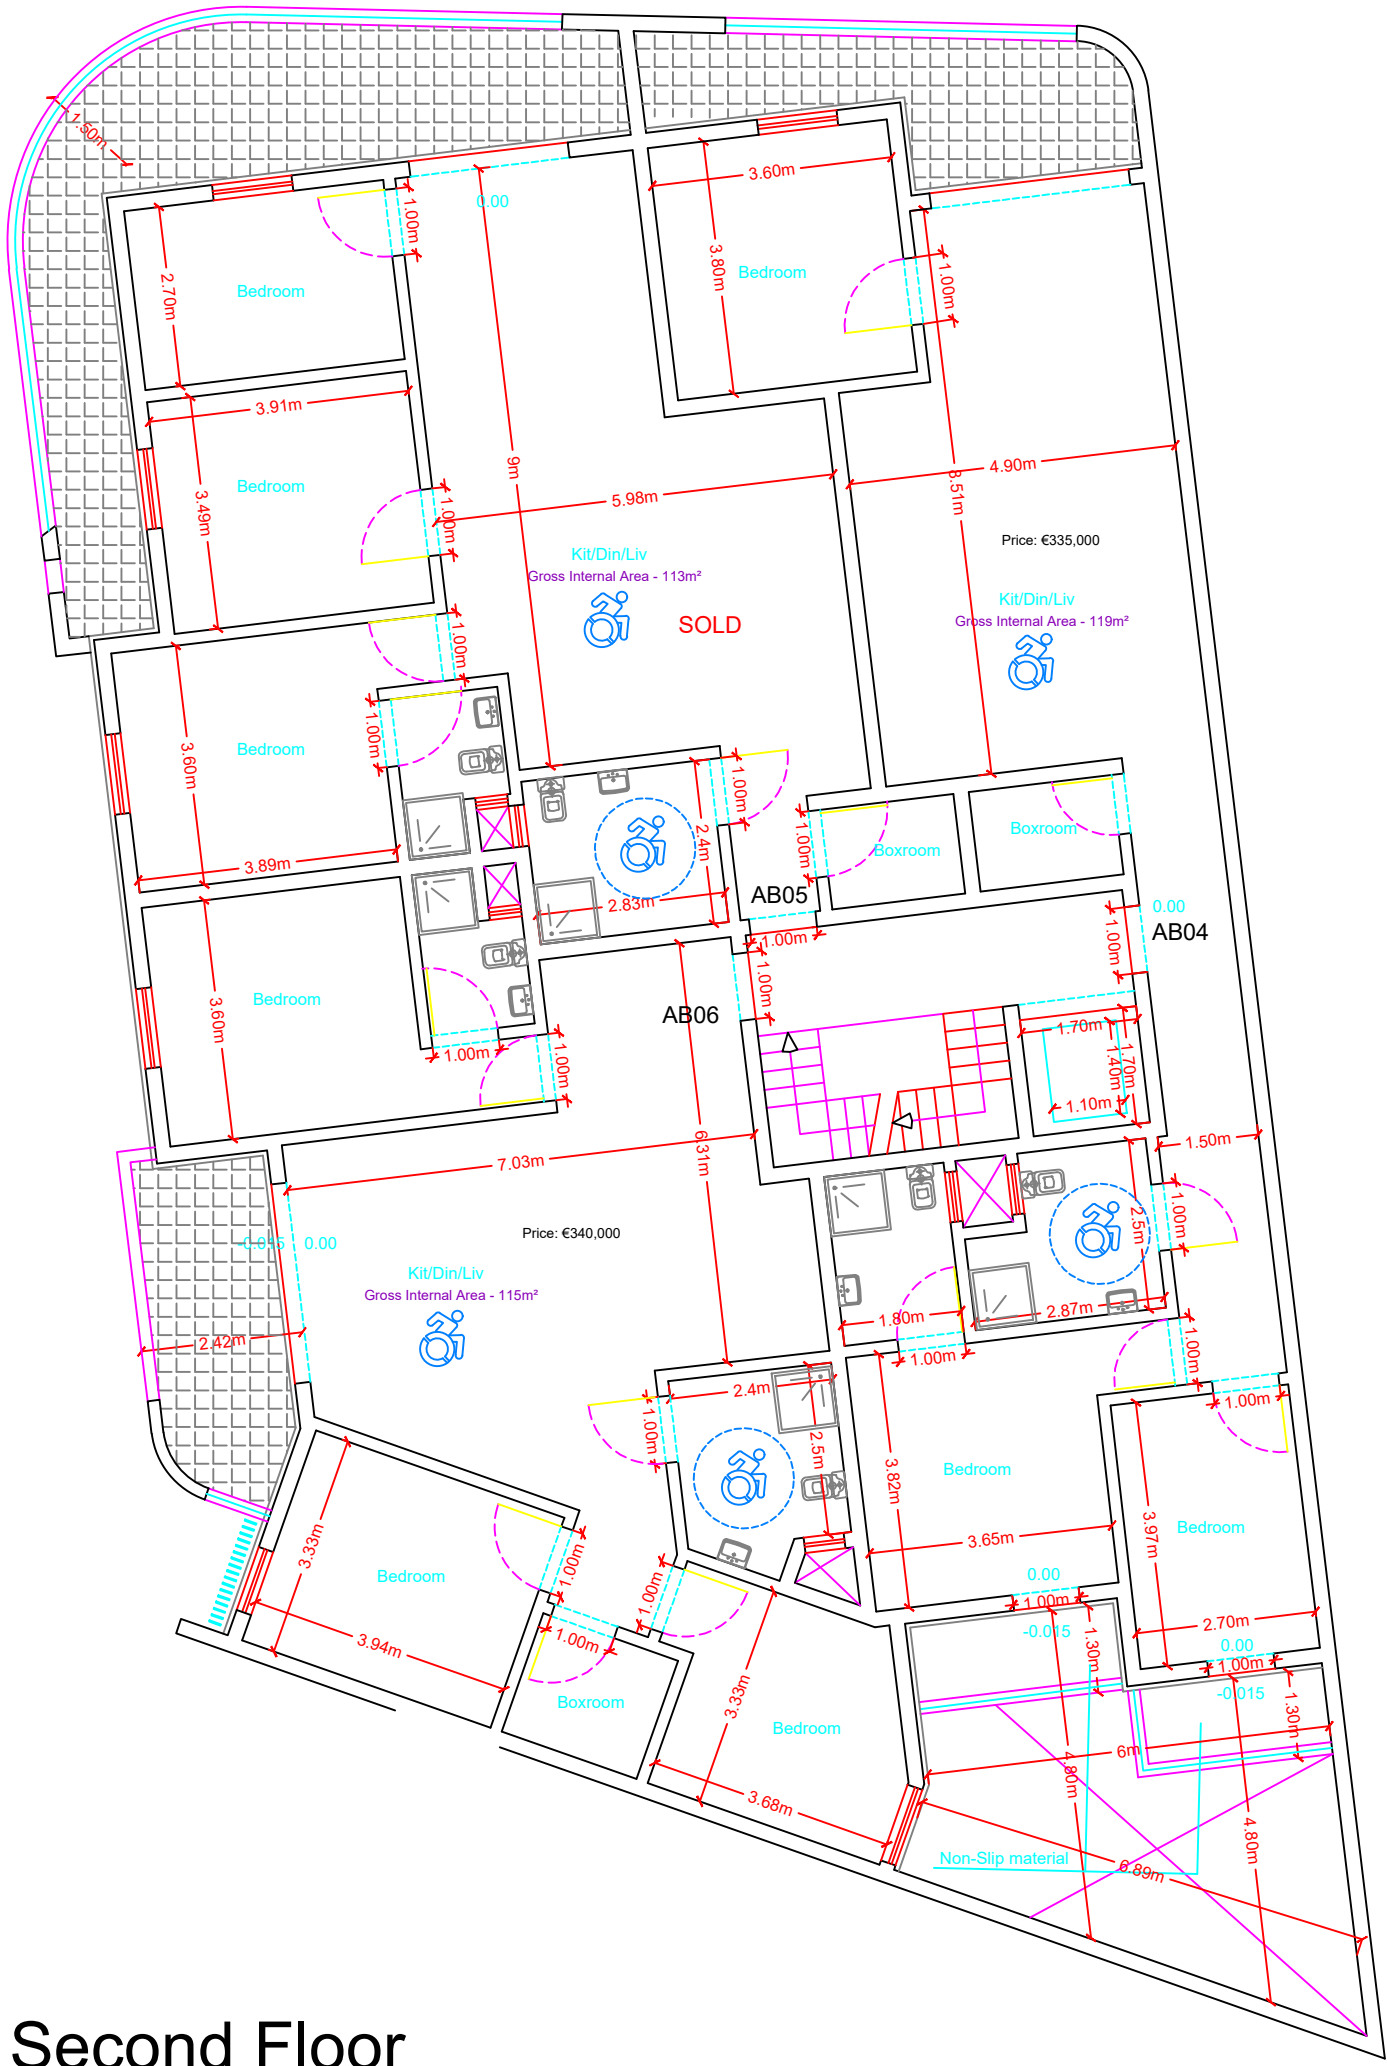 1.50m
1.00m
0.00
3.60m
2.70m
Bedroom
3.80m
Bedroom
1.00m
3.91m
3.49m
Bedroom
1.00m
9m
5.98m
4.90m
8.51m
Price: €335,000
Kit/Din/Liv
Gross Internal Area - 113m²
SOLD
Kit/Din/Liv
Gross Internal Area - 119m²
1.00m
1.00m
3.60m
Bedroom
3.89m
1.00m
2.4m
1.00m
Boxroom
Boxroom
2.83m
AB05
1.00m
0.00
AB04
1.00m
1.00m
AB06
3.60m
Bedroom
1.00m
1.00m
1.70m
1.70m
1.40m
1.10m
6.31m
7.03m
1.50m
Price: €340,000
-0.015
0.00
Kit/Din/Liv
Gross Internal Area - 115m²
2.42m
2.5m
1.00m
2.87m
1.80m
1.00m
1.00m
1.00m
2.4m
1.00m
2.5m
3.82m
Bedroom
3.65m
3.97m
Bedroom
3.33m
Bedroom
1.00m
3.94m
1.00m
1.00m
Boxroom
3.33m
Bedroom
3.68m
0.00
1.00m
-0.015
1.30m
2.70m
0.00
1.00m
-0.015
1.30m
6m
4.80m
4.80m
Non-Slip material
6.89m
Second Floor